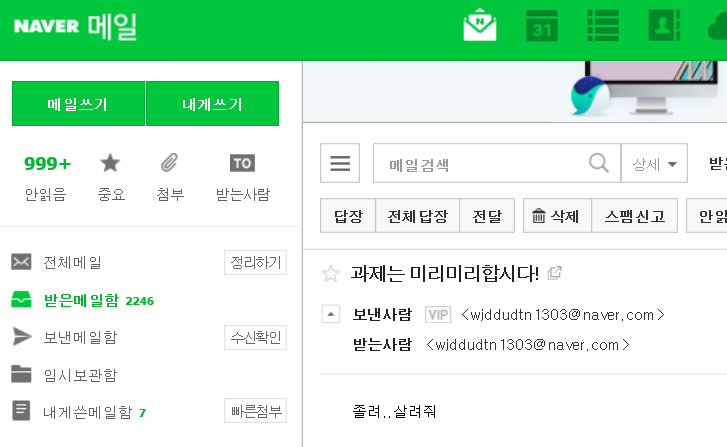 NAVER 메일
31
메일쓰기
내게쓰기
999+
TO
안읽음
중요
첨부
받는사람
메일검색
상세
받은
답장
전체답장
전달
삭제
스팸신고
안읽
전체메일
정리하기
받은메일함 2246
보낸메일함
수신확인
임시보관함
내게쓴메일함 7
빠른첨부
과제는 미리미리합시다!
보낸사람 VIP <wjddudtn1303@naver.com>
받는사람 <wjddudtn1303@naver.com>
졸려..살려줘